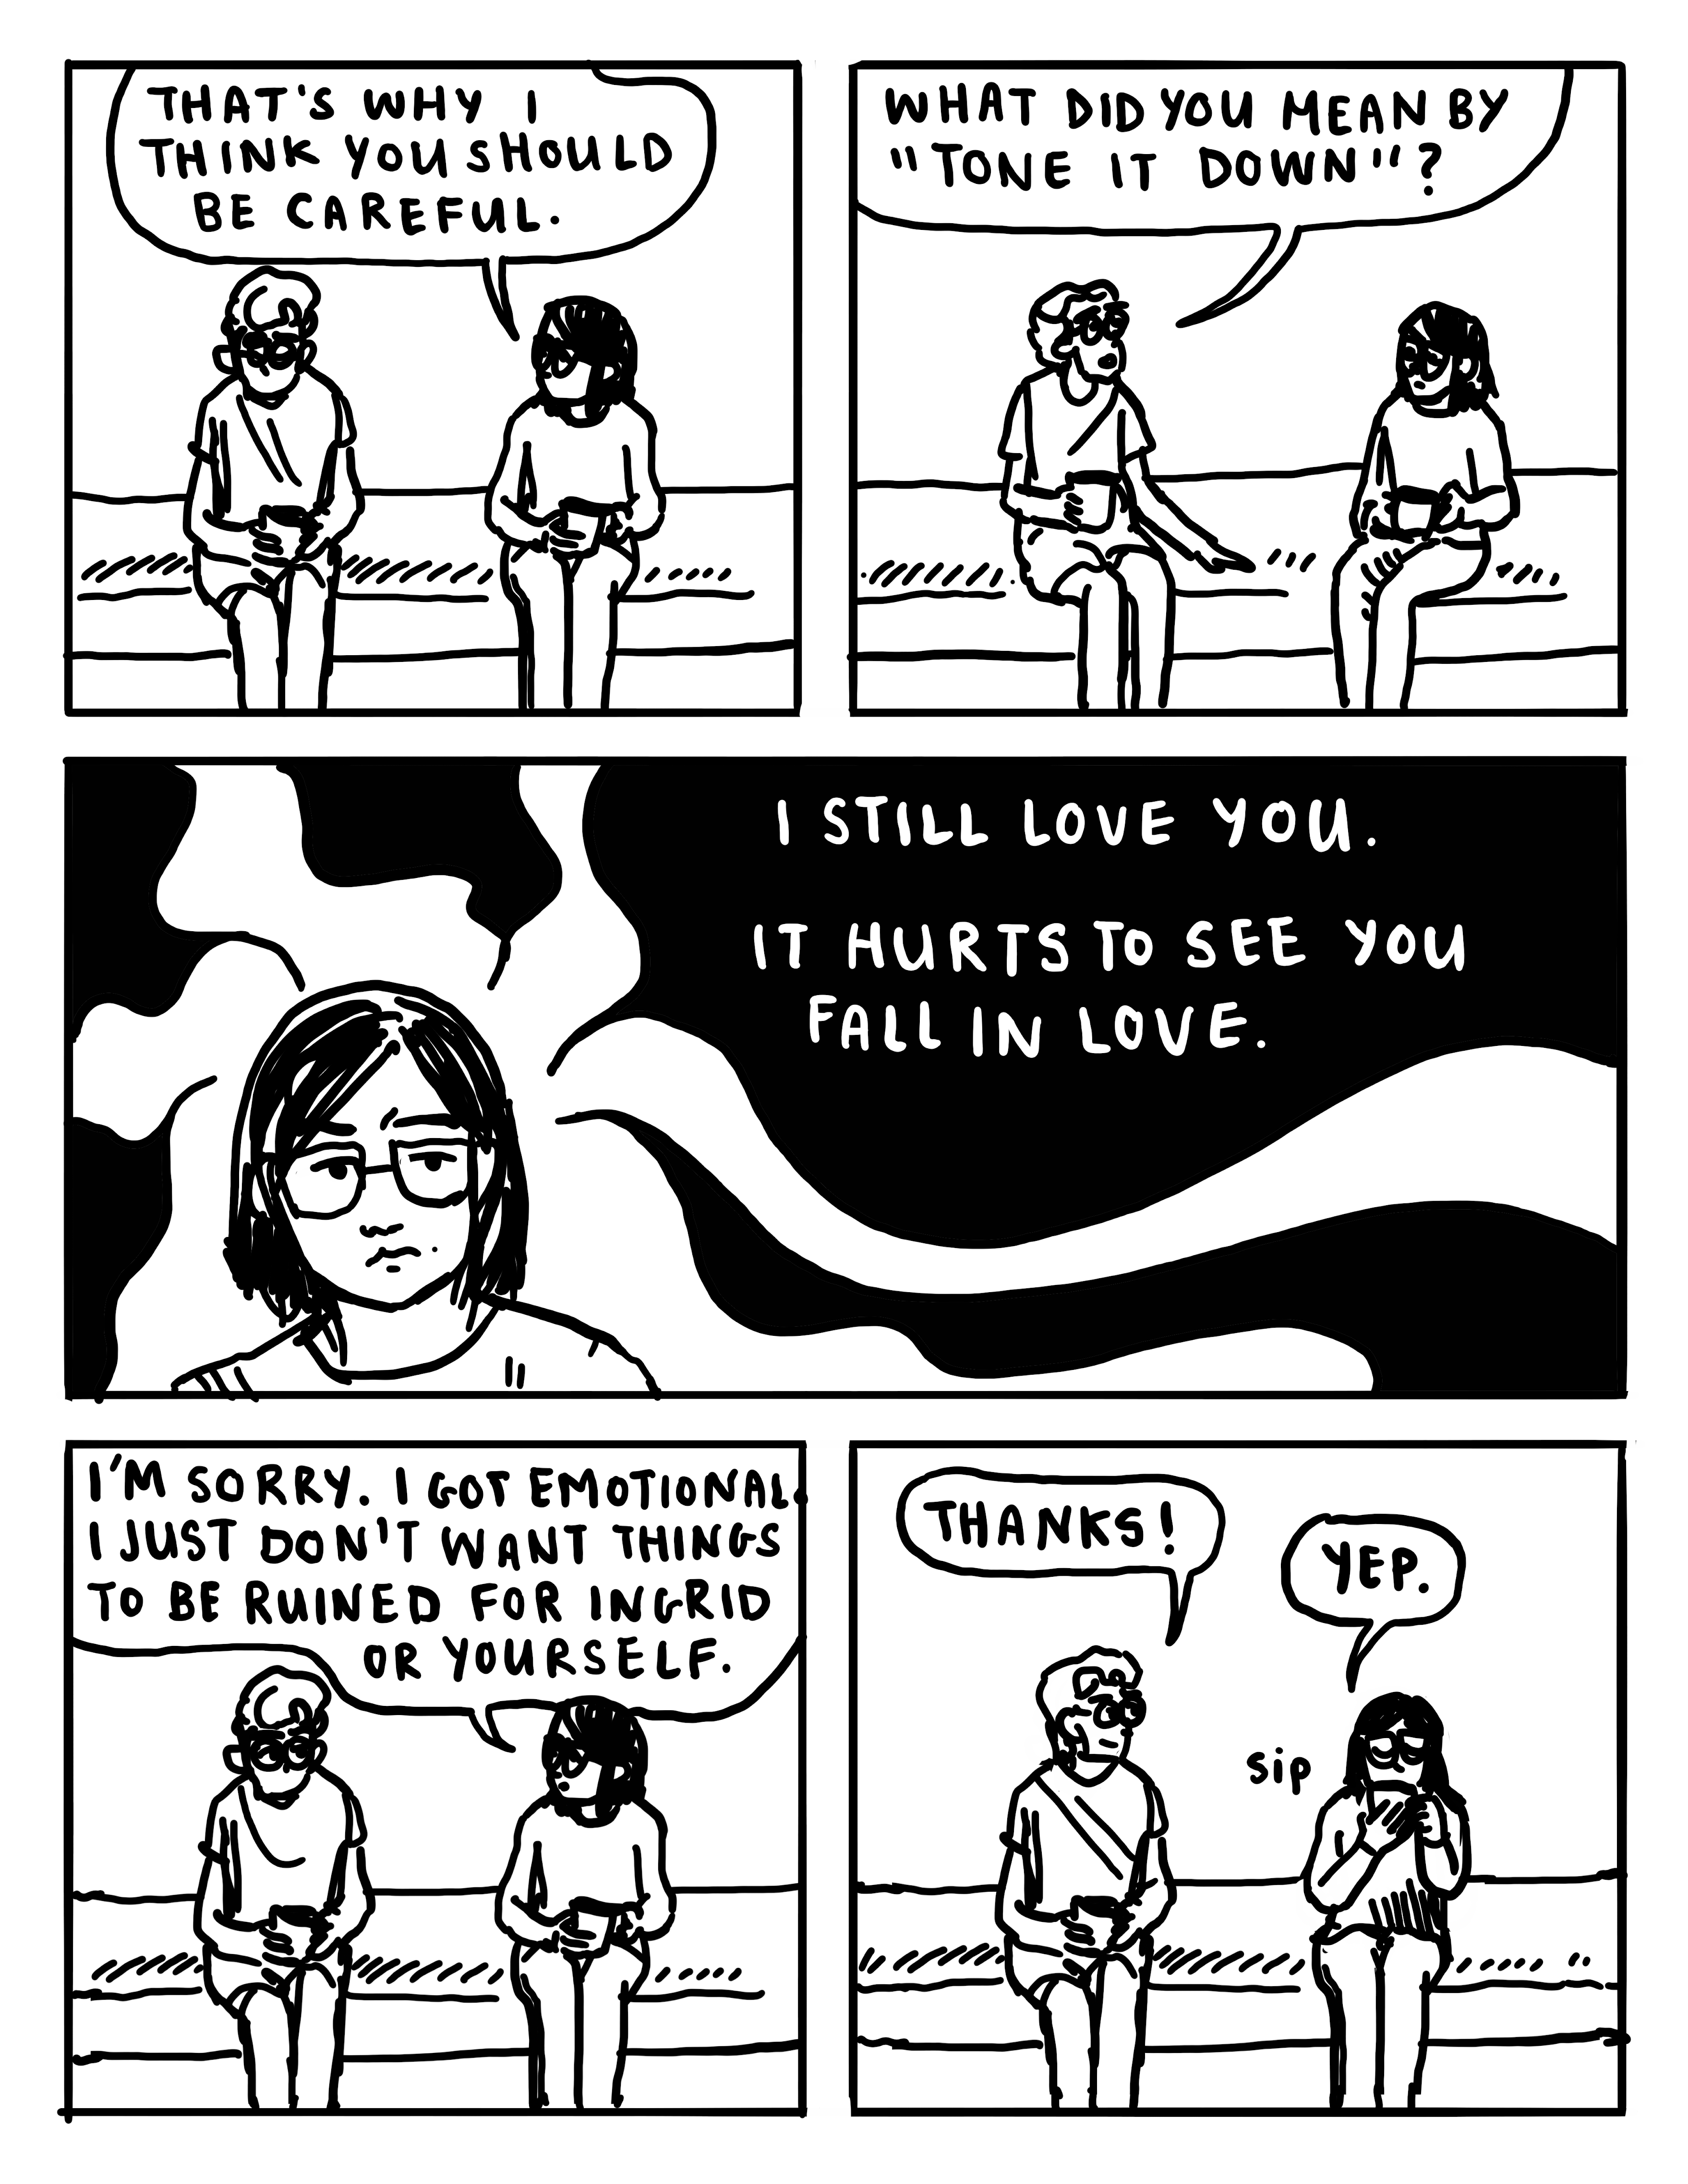 THAT'S WHY I
THINK YOU SHOULD
BE CAREFUL.
WHAT DID YOU MEAN BY
"TONE IT DOWN"?
I STILL LOVE YOU.
IT HURTS TO SEE YOU
FALL IN LOVE.
I'M SORRY. I GOT EMOTIONAL.
I JUST DON'T WANT THINGS
TO BE RUINED FOR INGRID
OR YOURSELF.
THANKS!
YEP.
sip